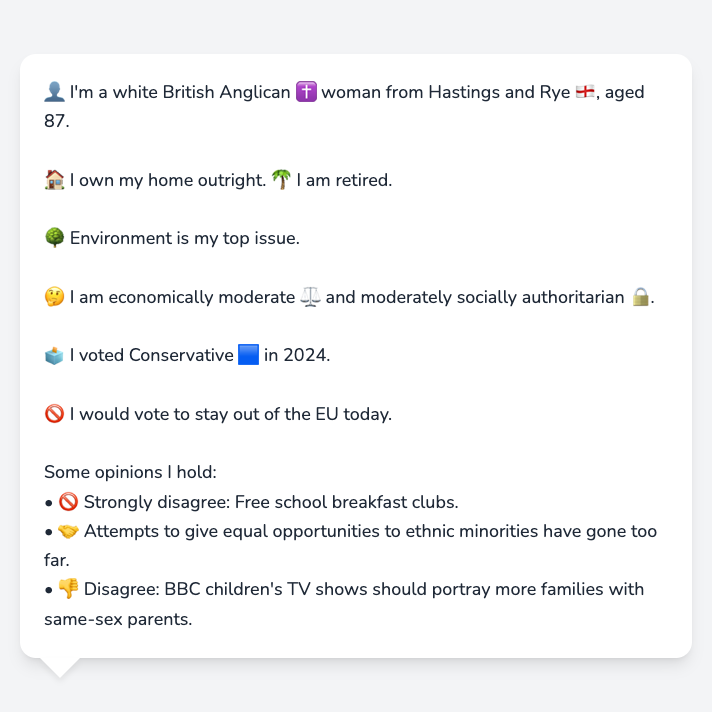 👤 I'm a white British Anglican ✝️ woman from Hastings and Rye 🏴󠁧󠁢󠁥󠁮󠁧󠁿, aged
87.
🏠 I own my home outright. 🌴 I am retired.
🌳 Environment is my top issue.
🤔 I am economically moderate ⚖️ and moderately socially authoritarian 🔒.
🗳️ I voted Conservative 🟦 in 2024.
🚫 I would vote to stay out of the EU today.
Some opinions I hold:
• 🚫 Strongly disagree: Free school breakfast clubs.
• 🤝 Attempts to give equal opportunities to ethnic minorities have gone too
far.
• 👎 Disagree: BBC children's TV shows should portray more families with
same-sex parents.